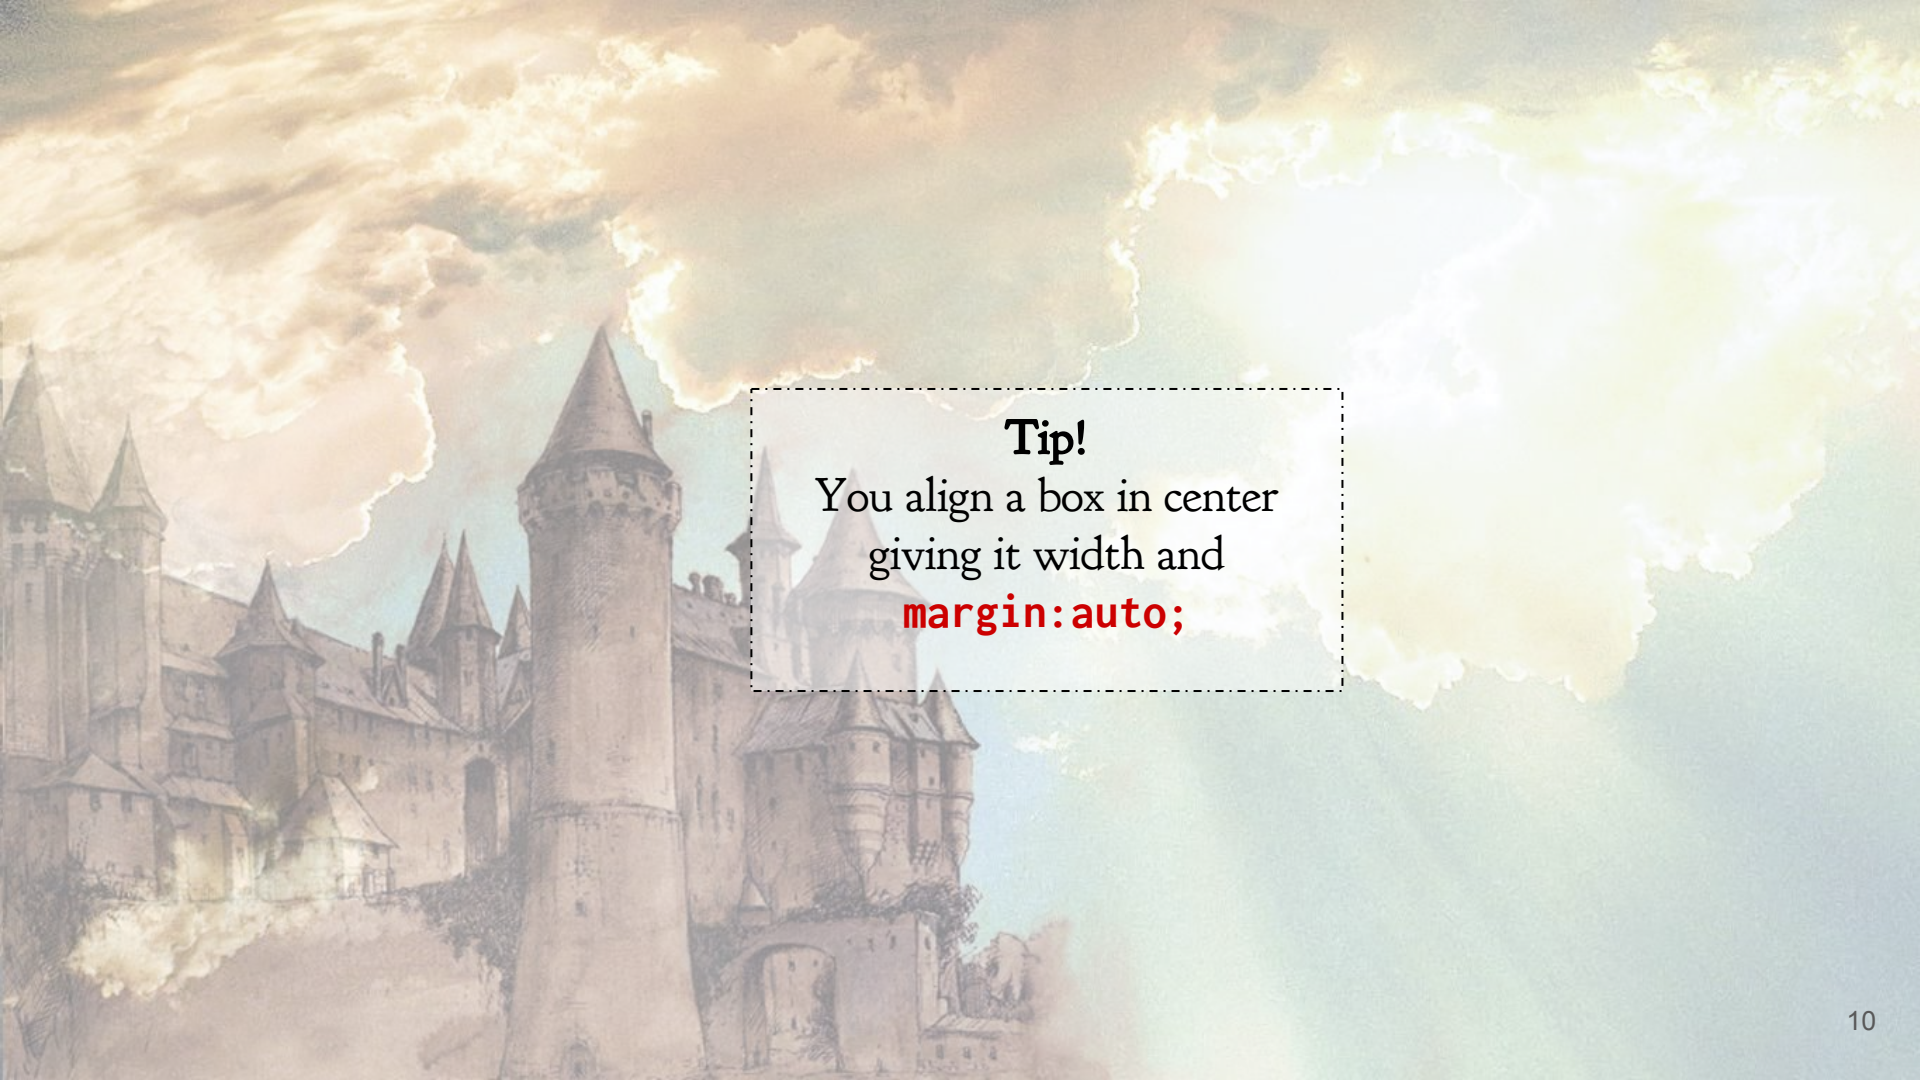 Tip!
You align a box in center
giving it width and
margin:auto;
10